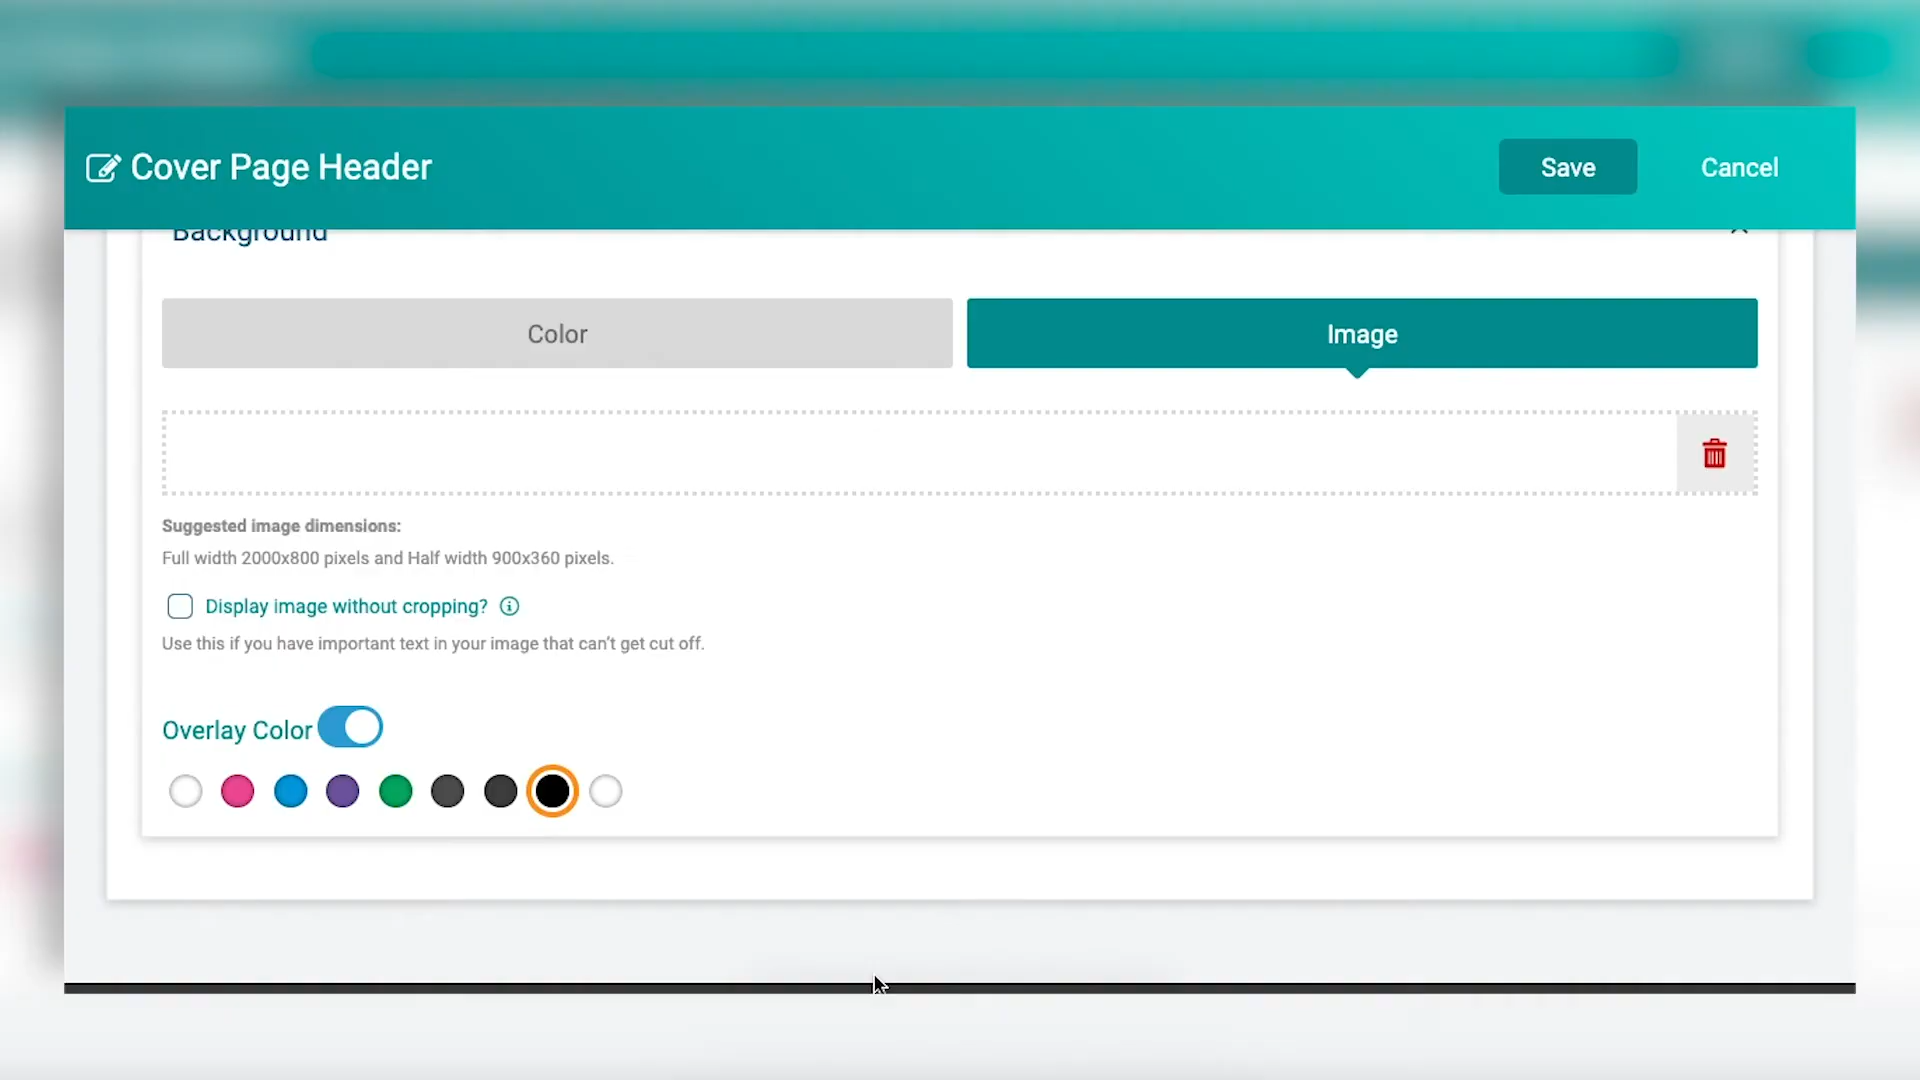 Cover Page Header
Save
Cancel
Background
Color
Image
Suggested image dimensions:
Full width 2000x800 pixels and Half width 900x360 pixels.
Display image without cropping?
Use this if you have important text in your image that can't get cut off.
Overlay Color